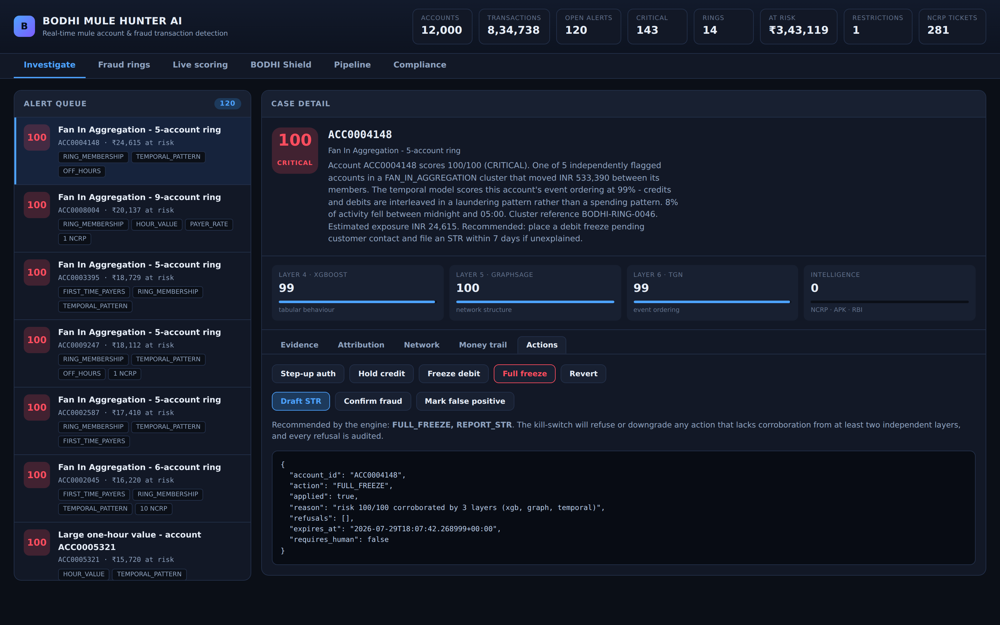 B
BODHI MULE HUNTER AI
Real-time mule account & fraud transaction detection
ACCOUNTS
12,000
TRANSACTIONS
8,34,738
OPEN ALERTS
120
CRITICAL
143
RINGS
14
AT RISK
₹3,43,119
RESTRICTIONS
1
NCRP TICKETS
281
Investigate
Fraud rings
Live scoring
BODHI Shield
Pipeline
Compliance
ALERT QUEUE
120
100
Fan In Aggregation - 5-account ring
ACC0004148 · ₹24,615 at risk
RING_MEMBERSHIP TEMPORAL_PATTERN
OFF_HOURS
100
Fan In Aggregation - 9-account ring
ACC0008004 · ₹20,137 at risk
RING_MEMBERSHIP HOUR_VALUE PAYER_RATE
1 NCRP
100
Fan In Aggregation - 5-account ring
ACC0003395 · ₹18,729 at risk
FIRST_TIME_PAYERS RING_MEMBERSHIP
TEMPORAL_PATTERN
100
Fan In Aggregation - 5-account ring
ACC0009247 · ₹18,112 at risk
RING_MEMBERSHIP TEMPORAL_PATTERN
OFF_HOURS 1 NCRP
100
Fan In Aggregation - 5-account ring
ACC0002587 · ₹17,410 at risk
RING_MEMBERSHIP TEMPORAL_PATTERN
FIRST_TIME_PAYERS
100
Fan In Aggregation - 6-account ring
ACC0002045 · ₹16,220 at risk
FIRST_TIME_PAYERS RING_MEMBERSHIP
TEMPORAL_PATTERN 10 NCRP
100
Large one-hour value - account
ACC0005321
ACC0005321 · ₹15,720 at risk
HOUR_VALUE TEMPORAL_PATTERN
CASE DETAIL
100
CRITICAL
ACC0004148
Fan In Aggregation - 5-account ring
Account ACC0004148 scores 100/100 (CRITICAL). One of 5 independently flagged
accounts in a FAN_IN_AGGREGATION cluster that moved INR 533,390 between its
members. The temporal model scores this account's event ordering at 99% - credits
and debits are interleaved in a laundering pattern rather than a spending pattern. 8%
of activity fell between midnight and 05:00. Cluster reference BODHI-RING-0046.
Estimated exposure INR 24,615. Recommended: place a debit freeze pending
customer contact and file an STR within 7 days if unexplained.
LAYER 4 · XGBOOST
99
tabular behaviour
LAYER 5 · GRAPHSAGE
100
network structure
LAYER 6 · TGN
99
event ordering
INTELLIGENCE
0
NCRP · APK · RBI
Evidence
Attribution
Network
Money trail
Actions
Step-up auth
Hold credit
Freeze debit
Full freeze
Revert
Draft STR
Confirm fraud
Mark false positive
Recommended by the engine: FULL_FREEZE, REPORT_STR. The kill-switch will refuse or downgrade any action that lacks corroboration from at least two independent layers,
and every refusal is audited.
{
"account_id": "ACC0004148",
"action": "FULL_FREEZE",
"applied": true,
"reason": "risk 100/100 corroborated by 3 layers (xgb, graph, temporal)",
"refusals": [],
"expires_at": "2026-07-29T18:07:42.268999+00:00",
"requires_human": false
}